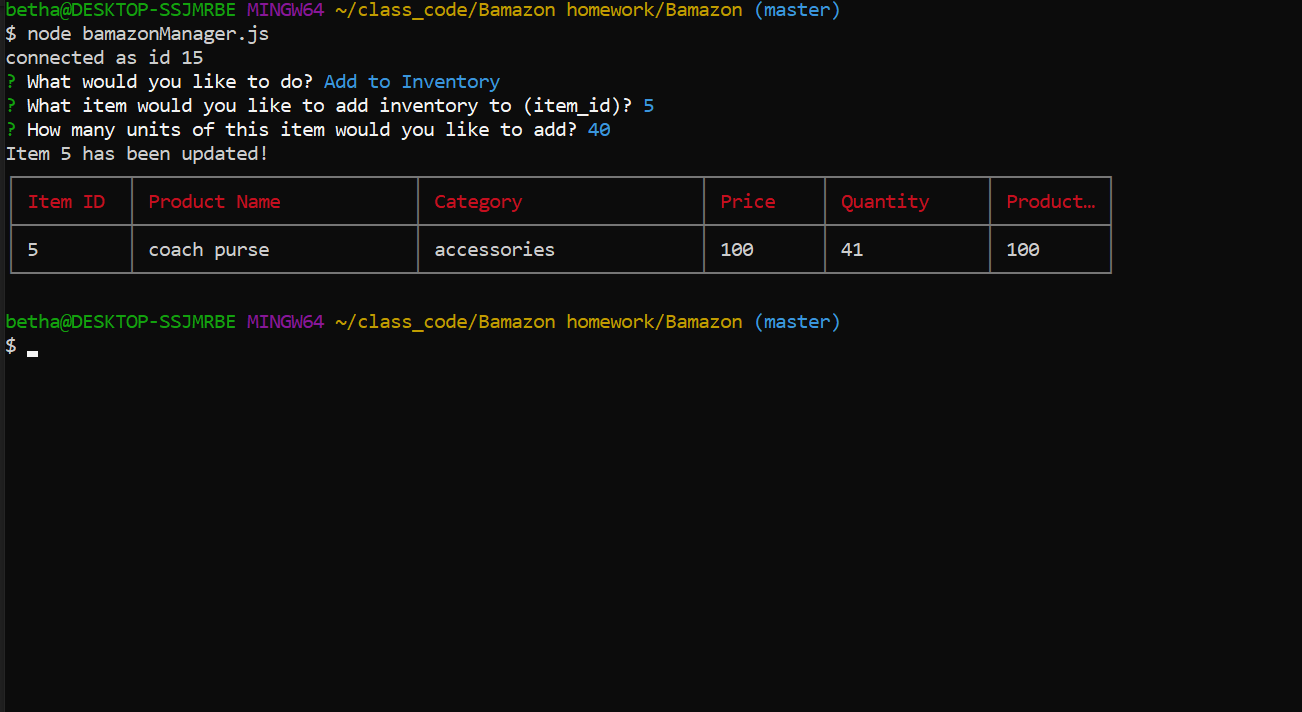 betha@DESKTOP-SSJMRBE MINGW64 ~/class_code/Bamazon homework/Bamazon (master)
$ node bamazonManager.js
connected as id 15
? What would you like to do? Add to Inventory
? What item would you like to add inventory to (item_id)? 5
? How many units of this item would you like to add? 40
Item 5 has been updated!
Item ID Product Name Category Price Quantity Product…
5 coach purse accessories 100 41 100
betha@DESKTOP-SSJMRBE MINGW64 ~/class_code/Bamazon homework/Bamazon (master)
$